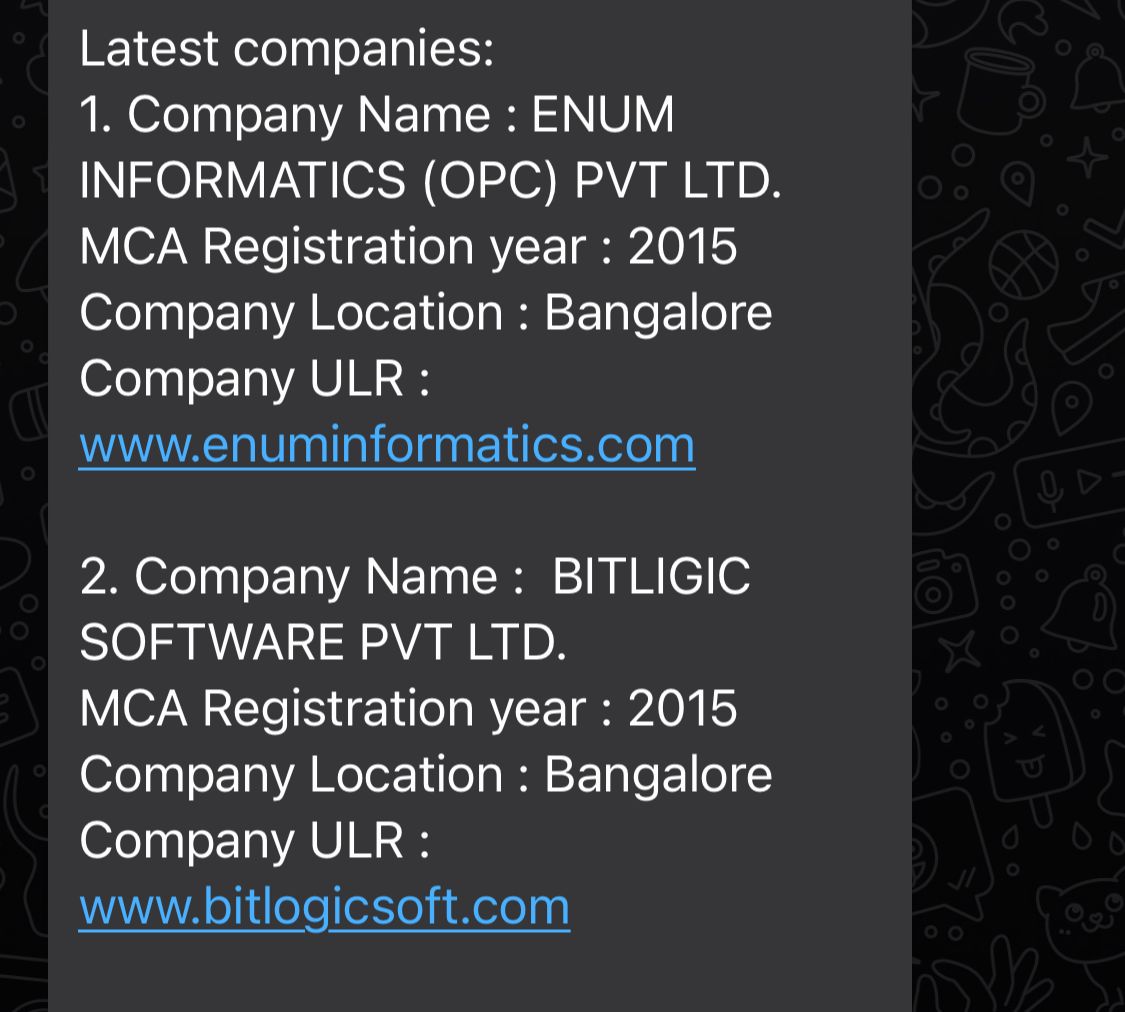 Latest companies:
1. Company Name : ENUM
INFORMATICS (OPC) PVT LTD.
MCA Registration year : 2015
Company Location : Bangalore
Company ULR :
www.enuminformatics.com
2. Company Name :  BITLIGIC
SOFTWARE PVT LTD.
MCA Registration year : 2015
Company Location : Bangalore
Company ULR :
www.bitlogicsoft.com